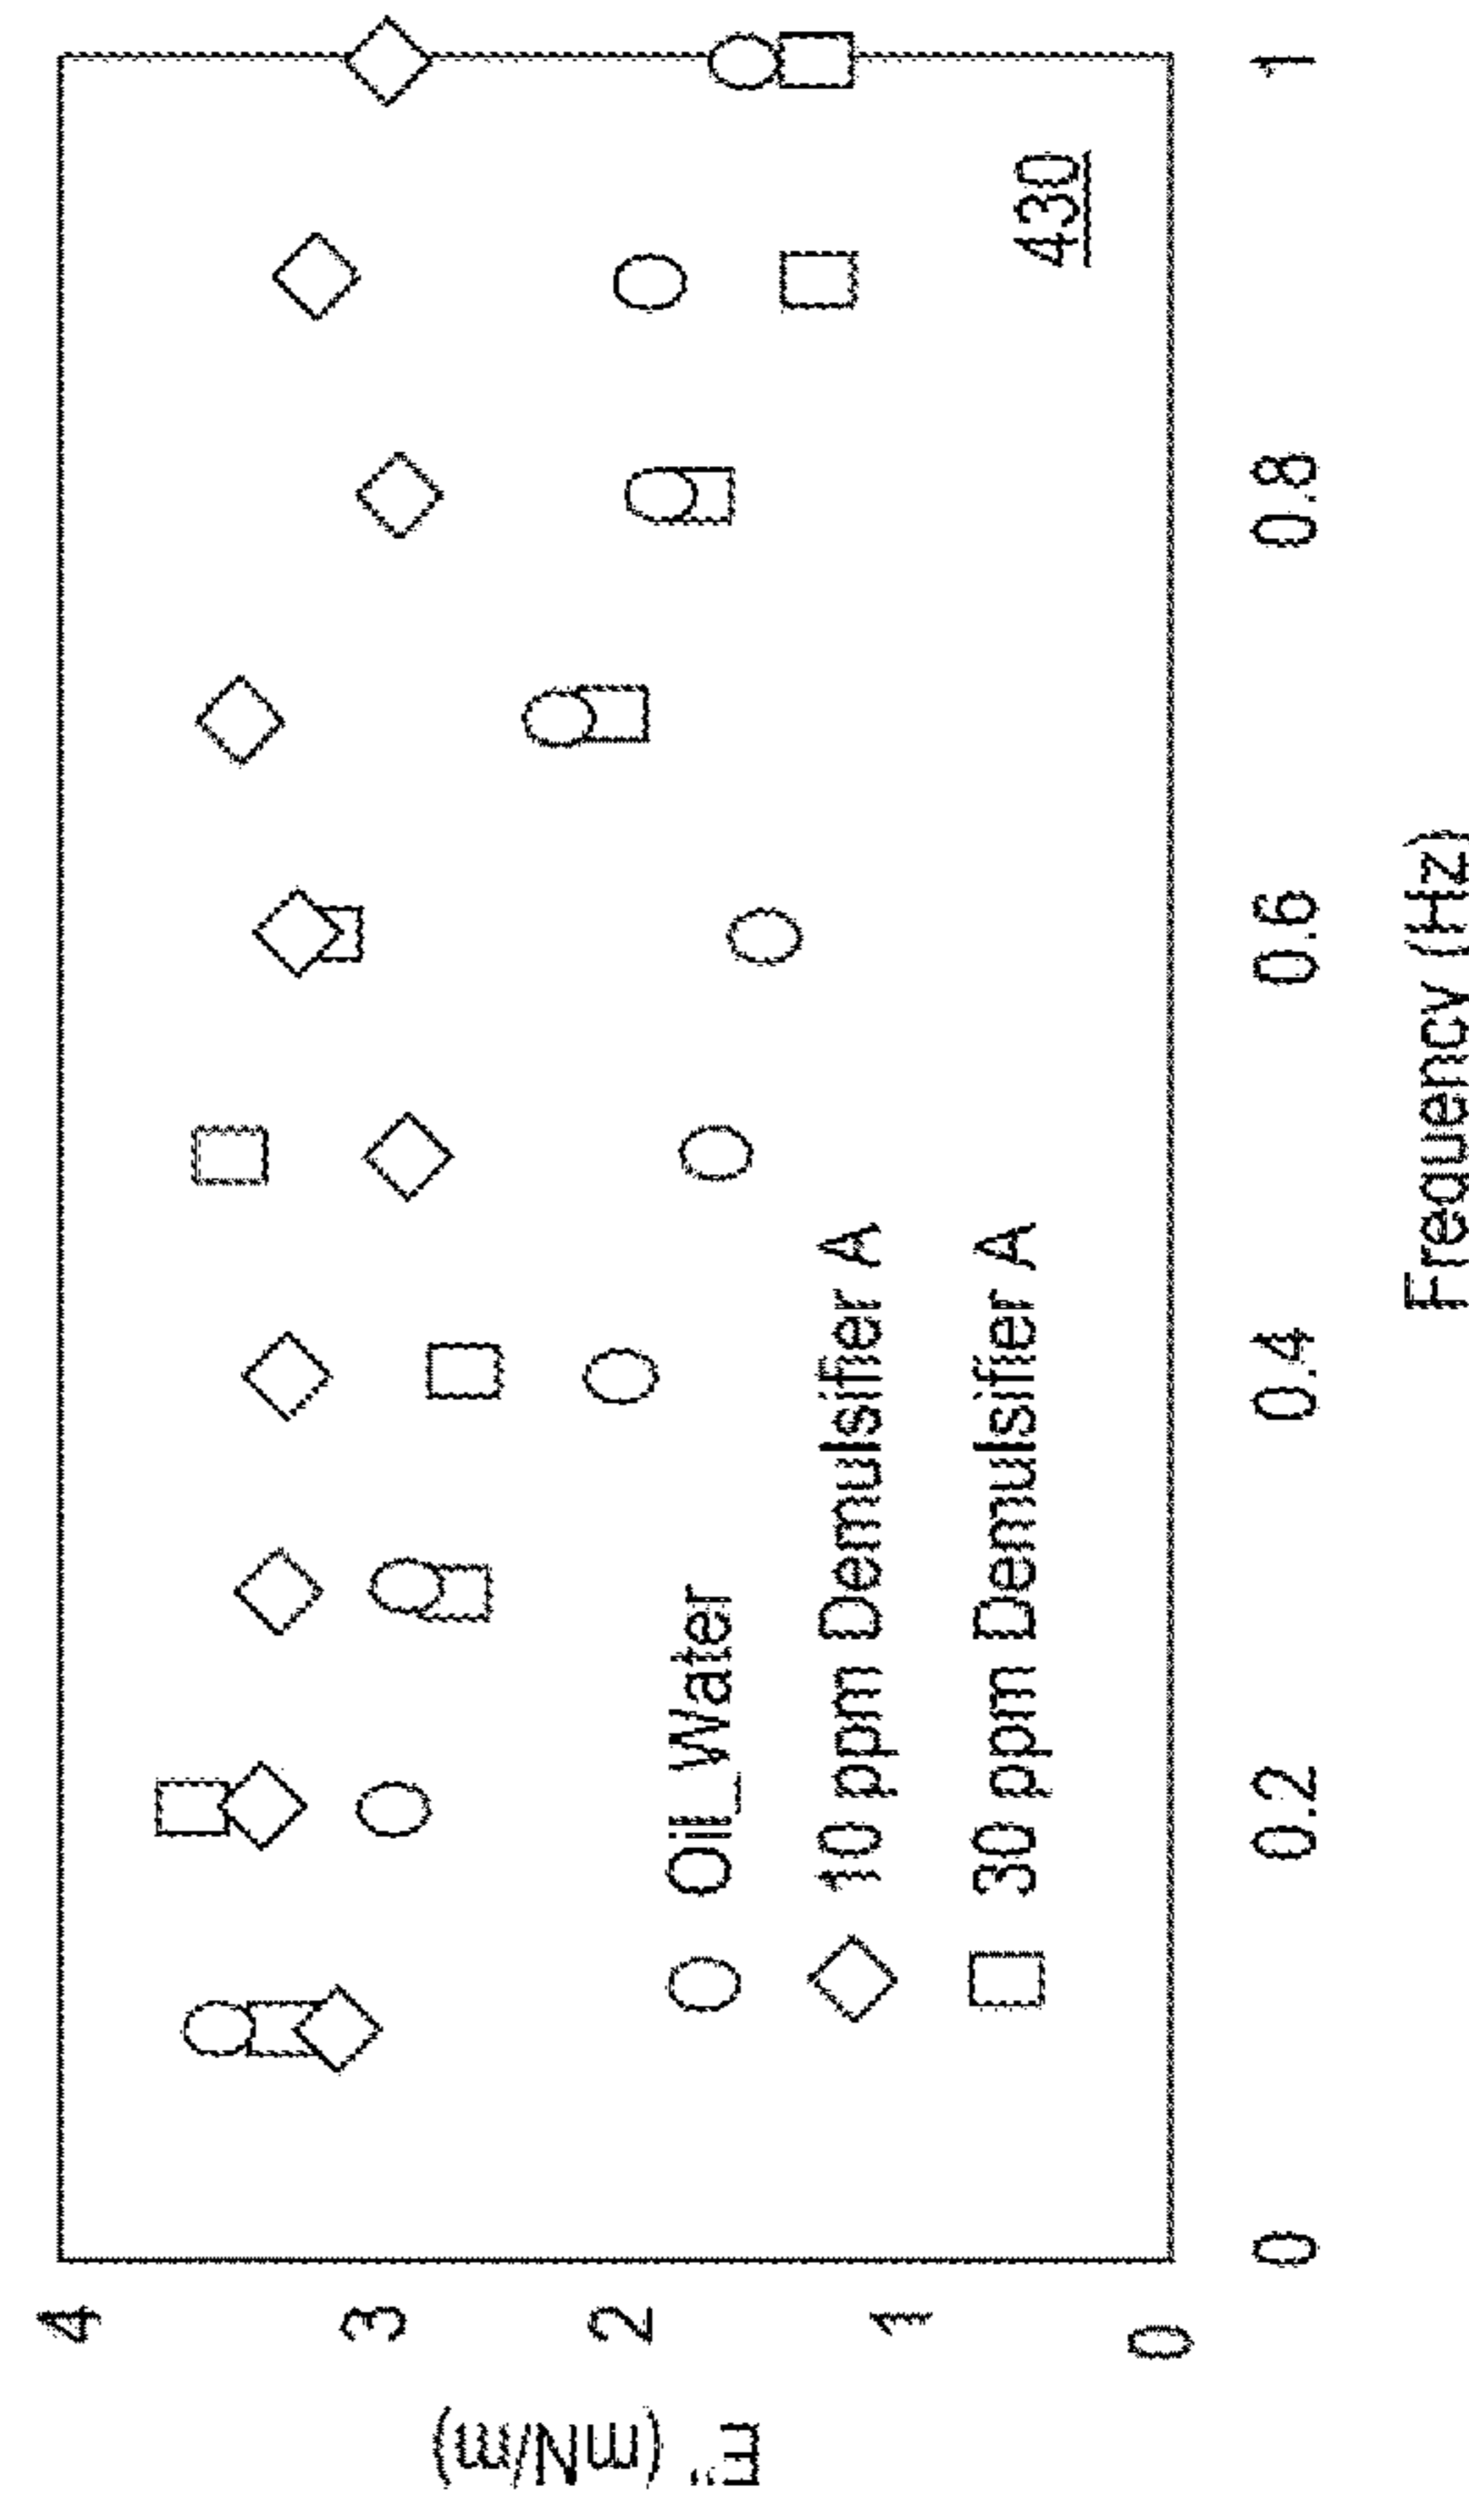 E' (mN/m)
4
3
2
1
0
Oil_Water
10 ppm Demulsifier A
30 ppm Demulsifier A
430
0 0.2 0.4 0.6 0.8 1
Frequency (Hz)